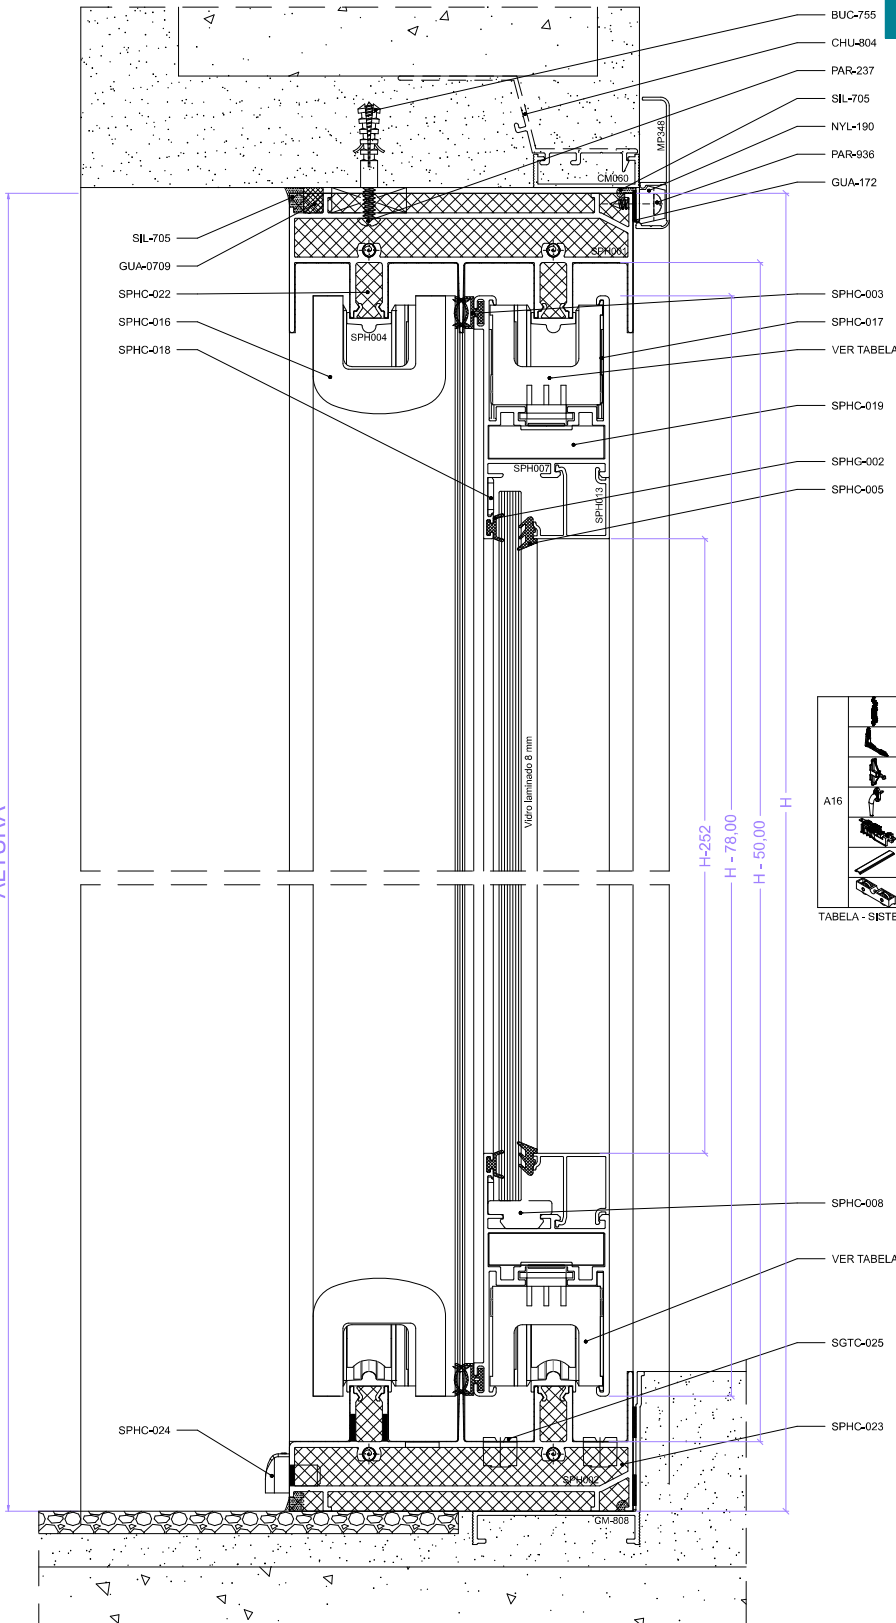 BUC-755
CHU-804
PAR-237
SIL-705
NYL-190
PAR-936
GUA-172
MP348
CM060
SIL-705
GUA-0709
SPHC-022
SPHC-016
SPHC-018
SPH001
SPH004
SPHC-003
SPHC-017
VER TABELA
SPHC-019
SPHG-002
SPHC-005
SPH007
SPH013
Vidro laminado 8 mm
H-252
H - 78,00
H - 50,00
H
ALTURA
A16
TABELA - SISTE
SPHC-008
VER TABELA
SGTC-025
SPHC-023
SPHC-024
SPH002
GM-808